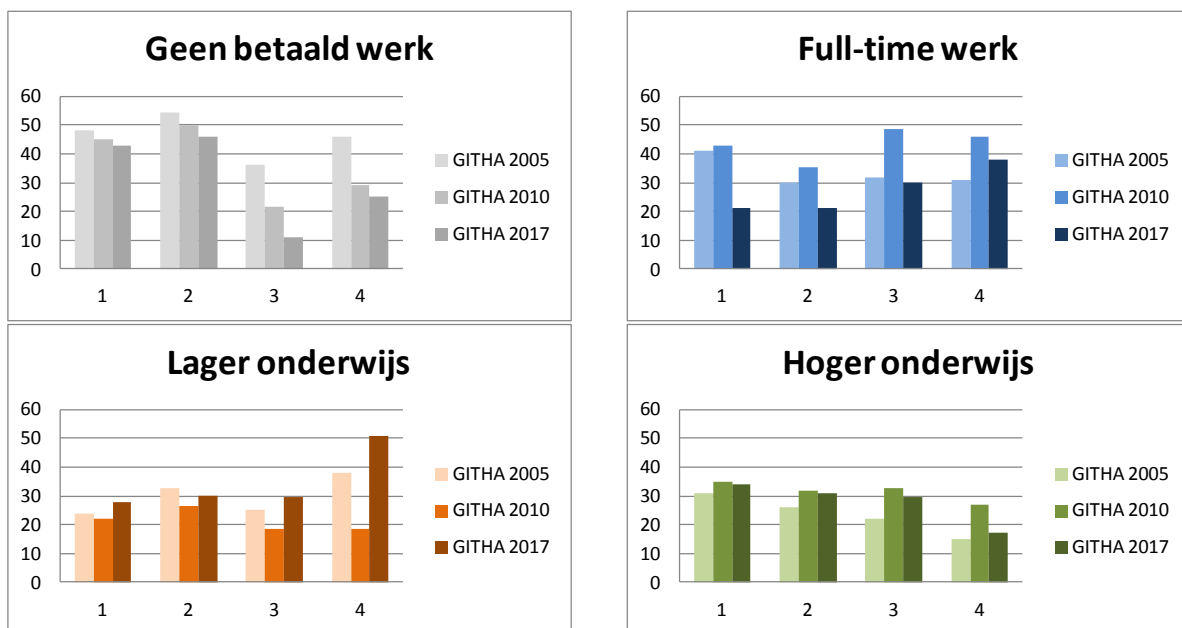 Geen betaald werk
60
50
40
30
20
10
0
1 2 3 4
GITHA 2005
GITHA 2010
GITHA 2017
Full-time werk
60
50
40
30
20
10
0
1 2 3 4
GITHA 2005
GITHA 2010
GITHA 2017
Lager onderwijs
60
50
40
30
20
10
0
1 2 3 4
GITHA 2005
GITHA 2010
GITHA 2017
Hoger onderwijs
60
50
40
30
20
10
0
1 2 3 4
GITHA 2005
GITHA 2010
GITHA 2017